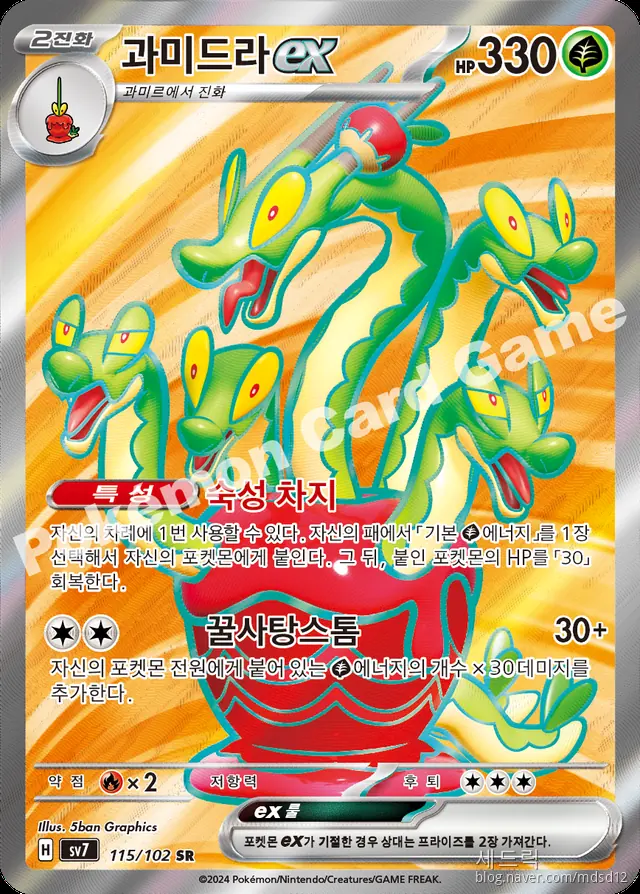 2진화
과미드라 ex
HP 330
과미르에서 진화
Pokémon Card Game
특성 숙성 차지
자신의 차례에 1번 사용할 수 있다. 자신의 패에서 「기본 에너지」를 1장
선택해서 자신의 포켓몬에게 붙인다. 그 뒤, 붙인 포켓몬의 HP를 「30」
회복한다.
꿀사탕스톰 30+
자신의 포켓몬 전원에게 붙어 있는 에너지의 개수 × 30데미지를
추가한다.
약점 × 2 저항력 후퇴
ex 룰
포켓몬 ex가 기절한 경우 상대는 프라이즈를 2장 가져간다.
Illus. 5ban Graphics
H sv7 115/102 SR
세드릭
blog.naver.com/mdsd12
©2024 Pokémon/Nintendo/Creatures/GAME FREAK.